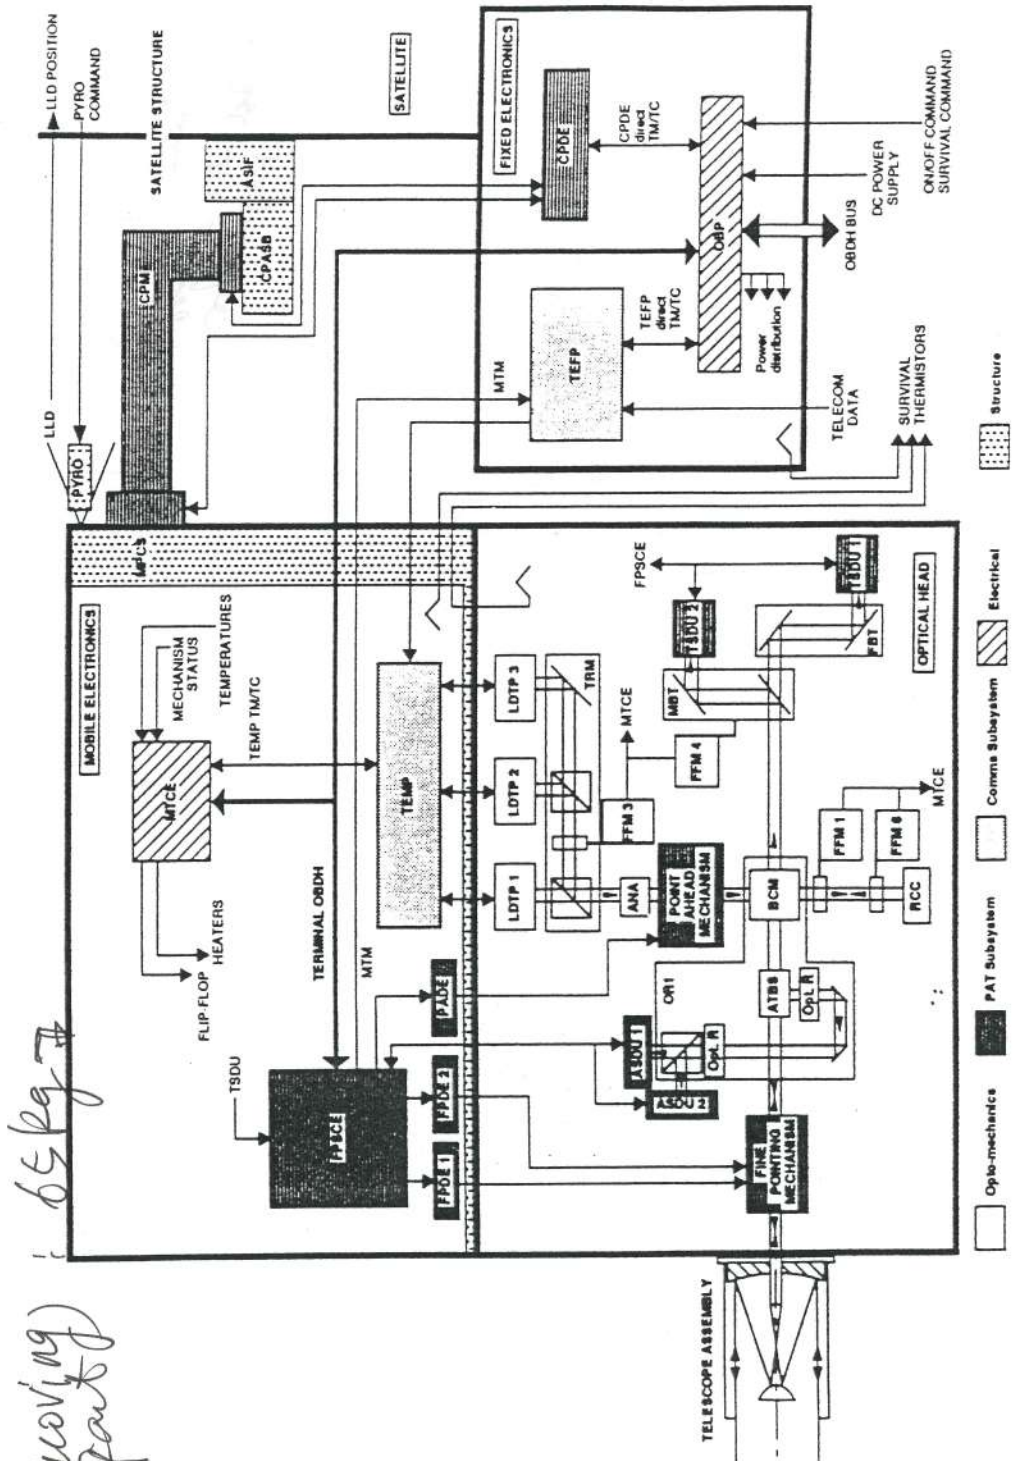 LLD POSITION
PYRO
COMMAND
SATELLITE STRUCTURE
SATELLITE
LLD
PYRO
CPME
ASIF
CPASB
FIXED ELECTRONICS
CPDE
CPDE
direct
TM/TC
OBP
TEFP
TEFP
direct
TM/TC
MTM
Power
distribution
TELECOM
DATA
OBDH BUS
DC POWER
SUPPLY
ON/OFF COMMAND
SURVIVAL COMMAND
SURVIVAL
THERMISTORS
MOBILE ELECTRONICS
MPCS
MTCE
TEMPERATURES
MECHANISM
STATUS
TEMP TM/TC
HEATERS
FLIP-FLOP
TERMINAL OBDH
MTM
TEMP
TSDU
FPSCE
FPDE 1
FPDE 2
PADE
OPTICAL HEAD
LDTP 1
LDTP 2
LDTP 3
TRM
ANA
FFM 3
MTCE
FFM 4
MBT
TSDU 2
FPSCE
TSDU 1
FBT
POINT
AHEAD
MECHANISM
BCM
FFM 1
FFM 6
MTCE
RCC
OR1
ASDU 1
ASDU 2
Opt. R
ATBS
Opt. R
FINE
POINTING
MECHANISM
TELESCOPE ASSEMBLY
Opto-mechanics
PAT Subsystem
Comms Subsystem
Electrical
Structure
moving
part)